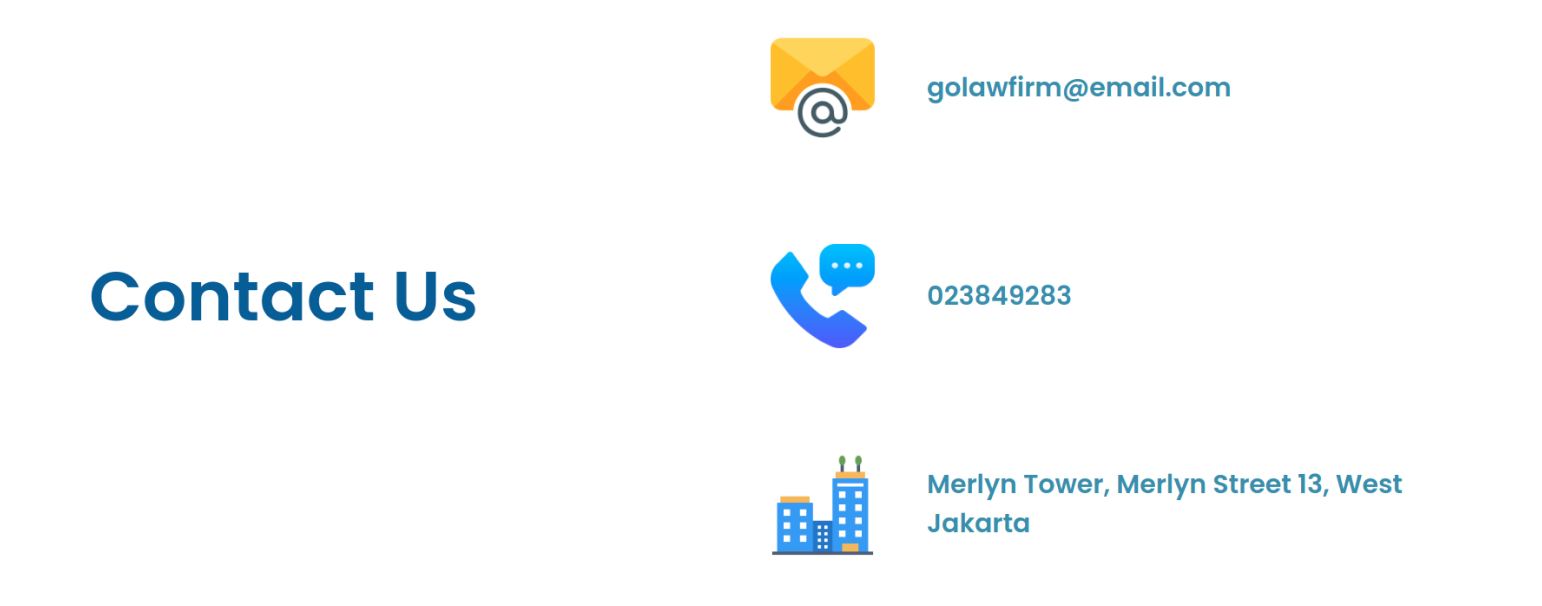 Contact Us
golawfirm@email.com
023849283
Merlyn Tower, Merlyn Street 13, West
Jakarta